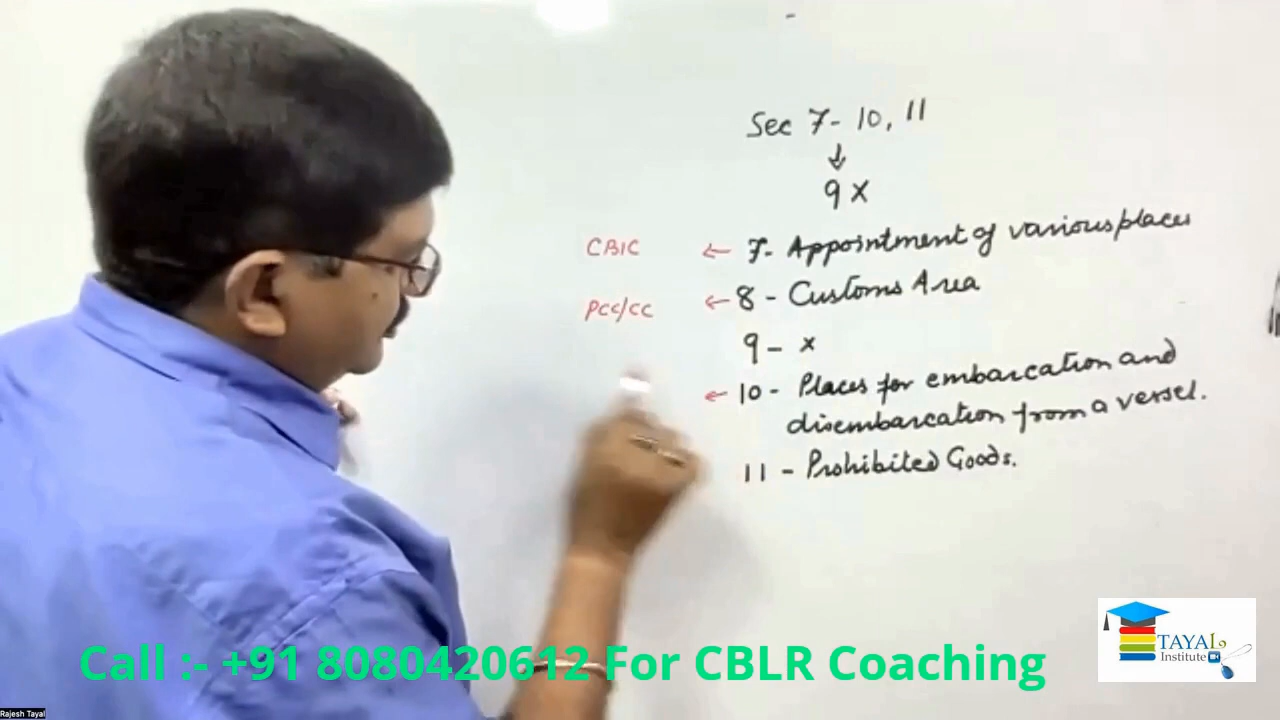 Sec 7- 10, 11
↓
9 x
CBIC ← 7- Appointment of various places
PCC/CC ← 8 - Customs Area
9 - x
← 10 - Places for embarcation and
disembarcation from a vessel.
11 - Prohibited Goods.
Call :- +91 8080420612 For CBLR Coaching
TAYAL
Institute
Rajesh Tayal